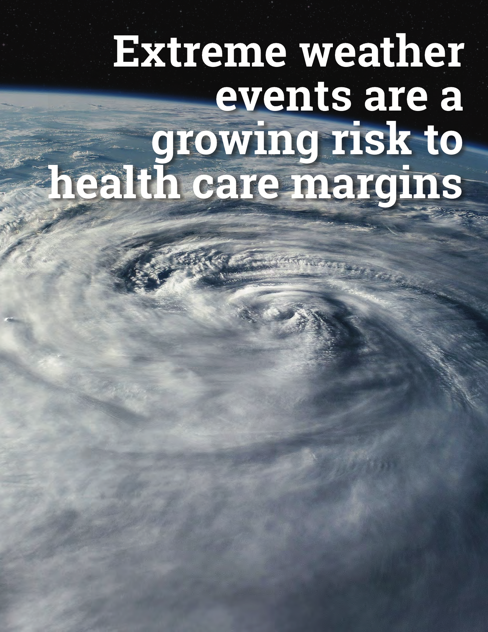 Extreme weather
events are a
growing risk to
health care margins